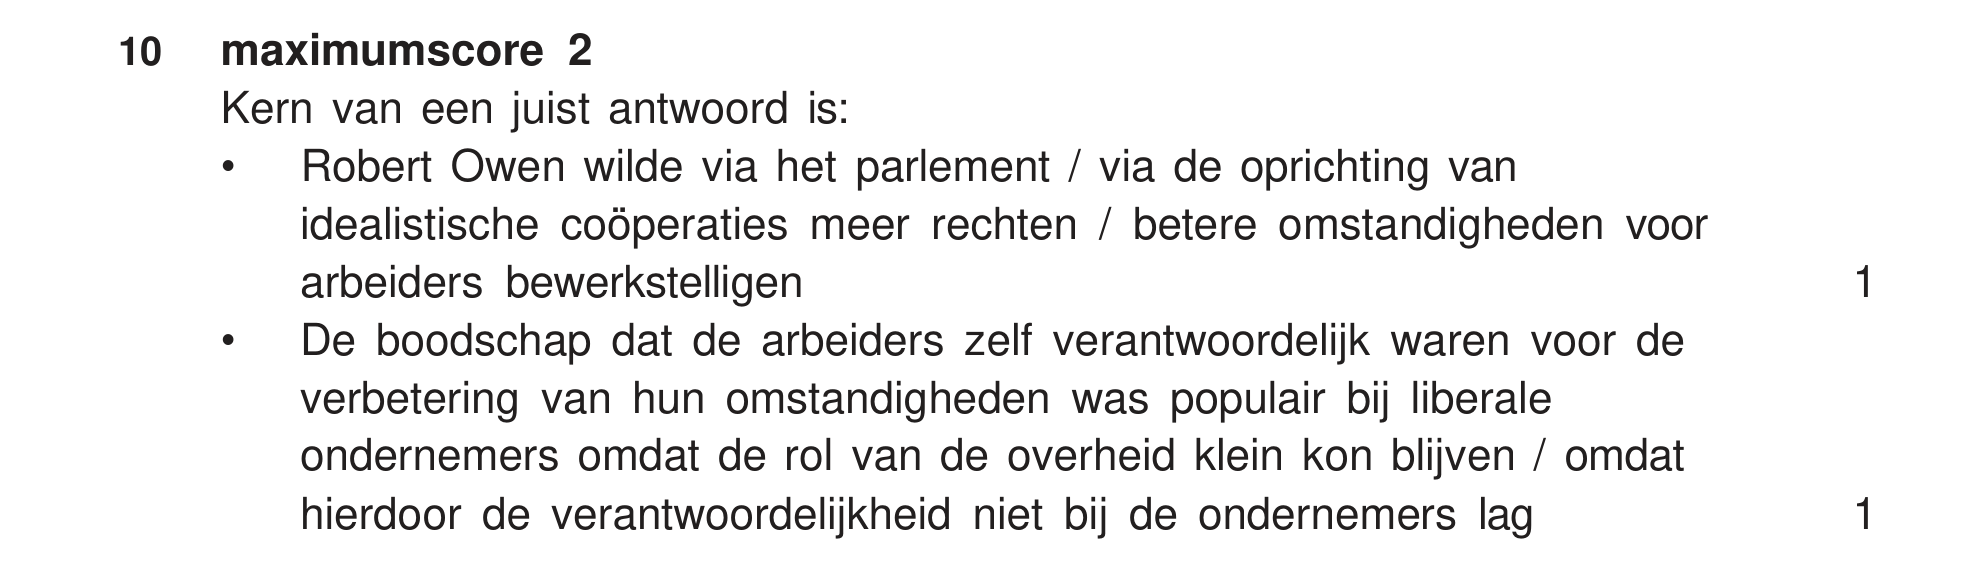 10 maximumscore 2
Kern van een juist antwoord is:
• Robert Owen wilde via het parlement / via de oprichting van
idealistische coöperaties meer rechten / betere omstandigheden voor
arbeiders bewerkstelligen 1
• De boodschap dat de arbeiders zelf verantwoordelijk waren voor de
verbetering van hun omstandigheden was populair bij liberale
ondernemers omdat de rol van de overheid klein kon blijven / omdat
hierdoor de verantwoordelijkheid niet bij de ondernemers lag 1